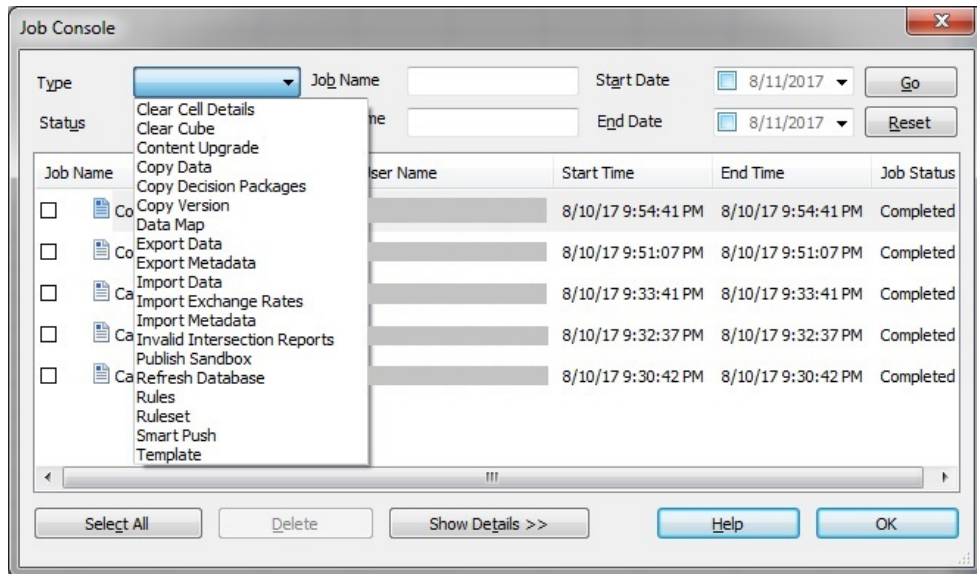 Job Console
Type Job Name Start Date 8/11/2017 Go
Status me End Date 8/11/2017 Reset
Clear Cell Details
Clear Cube
Content Upgrade
Copy Data
Copy Decision Packages
Copy Version
Data Map
Export Data
Export Metadata
Import Data
Import Exchange Rates
Import Metadata
Invalid Intersection Reports
Publish Sandbox
Refresh Database
Rules
Ruleset
Smart Push
Template
Job Name User Name Start Time End Time Job Status
Co 8/10/17 9:54:41 PM 8/10/17 9:54:41 PM Completed
Co 8/10/17 9:51:07 PM 8/10/17 9:51:07 PM Completed
Ca 8/10/17 9:33:41 PM 8/10/17 9:33:41 PM Completed
Ca 8/10/17 9:32:37 PM 8/10/17 9:32:37 PM Completed
Ca 8/10/17 9:30:42 PM 8/10/17 9:30:42 PM Completed
Select All Delete Show Details >> Help OK